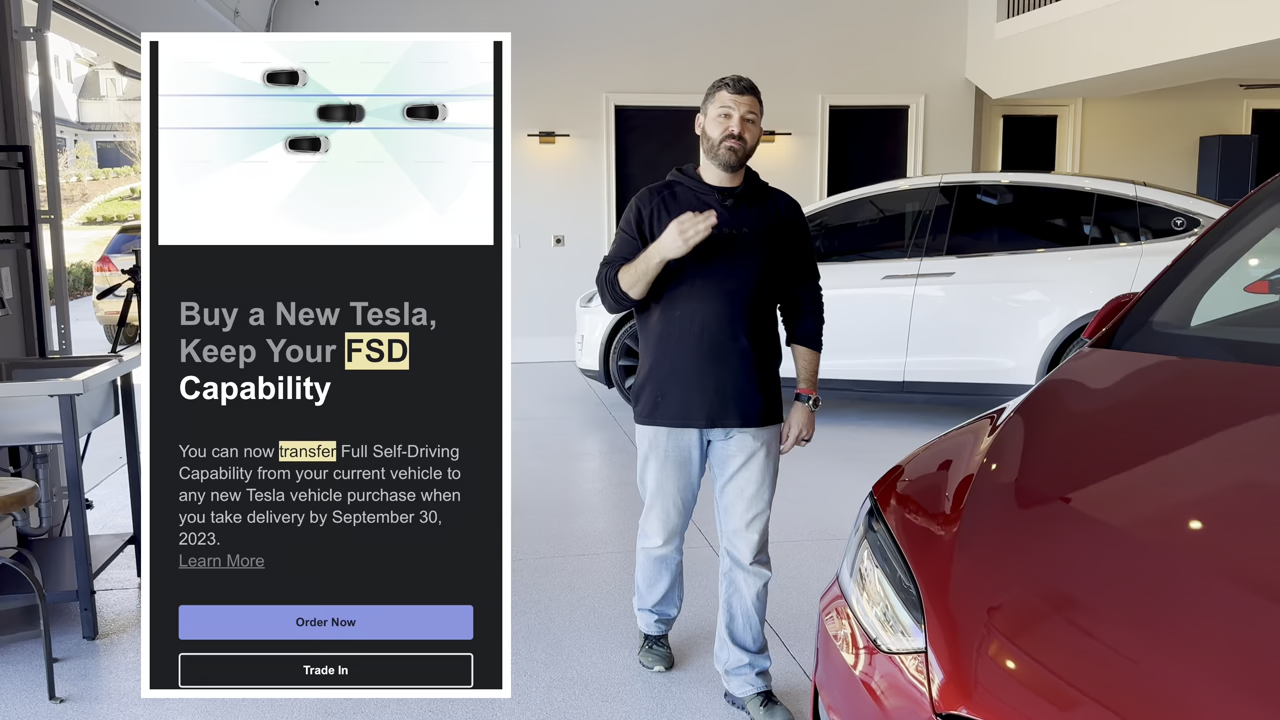 Buy a New Tesla,
Keep Your FSD
Capability
You can now transfer Full Self-Driving
Capability from your current vehicle to
any new Tesla vehicle purchase when
you take delivery by September 30,
2023.
Learn More
Order Now
Trade In